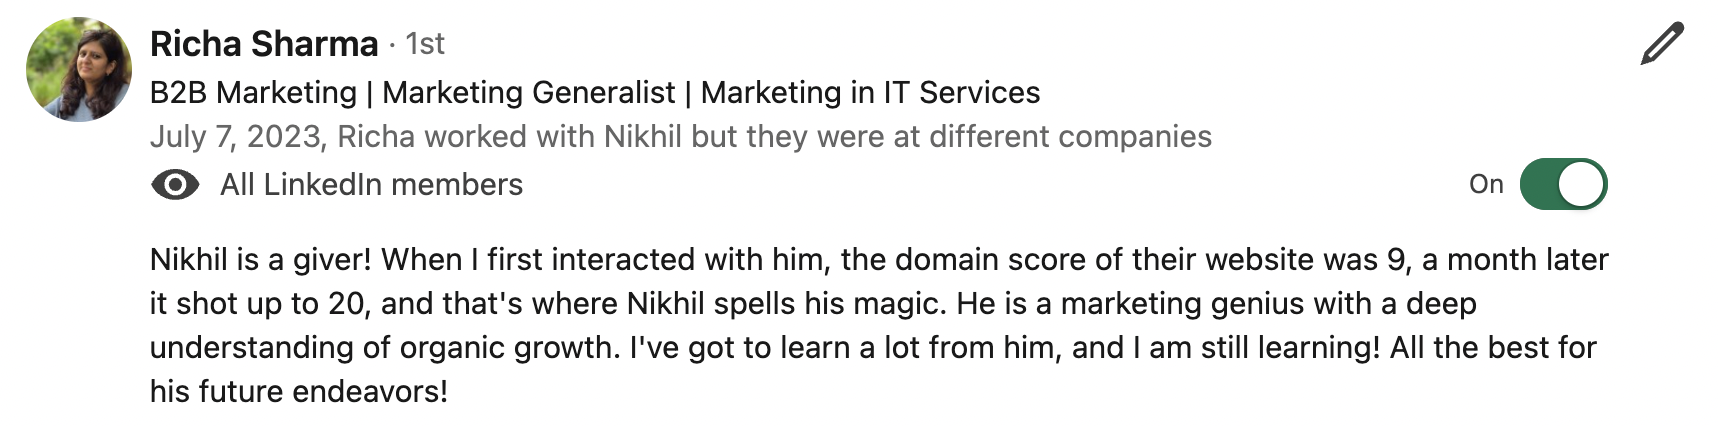 Richa Sharma · 1st
B2B Marketing | Marketing Generalist | Marketing in IT Services
July 7, 2023, Richa worked with Nikhil but they were at different companies
All LinkedIn members
On
Nikhil is a giver! When I first interacted with him, the domain score of their website was 9, a month later
it shot up to 20, and that's where Nikhil spells his magic. He is a marketing genius with a deep
understanding of organic growth. I've got to learn a lot from him, and I am still learning! All the best for
his future endeavors!